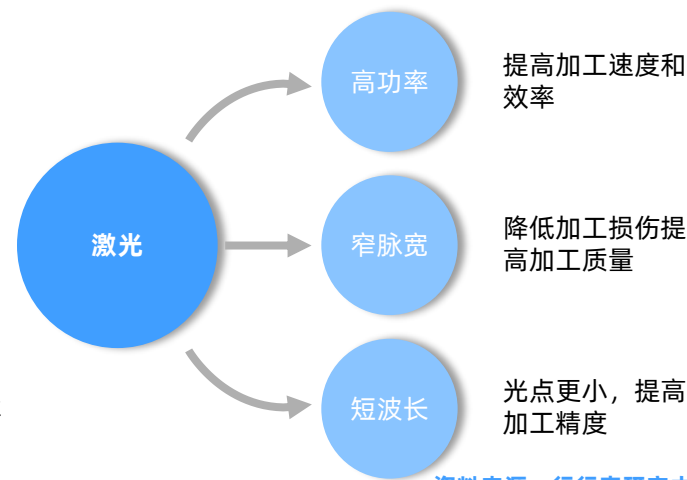 高功率
提高加工速度和
效率
激光
窄脉宽
降低加工损伤提
高加工质量
短波长
光点更小，提高
加工精度